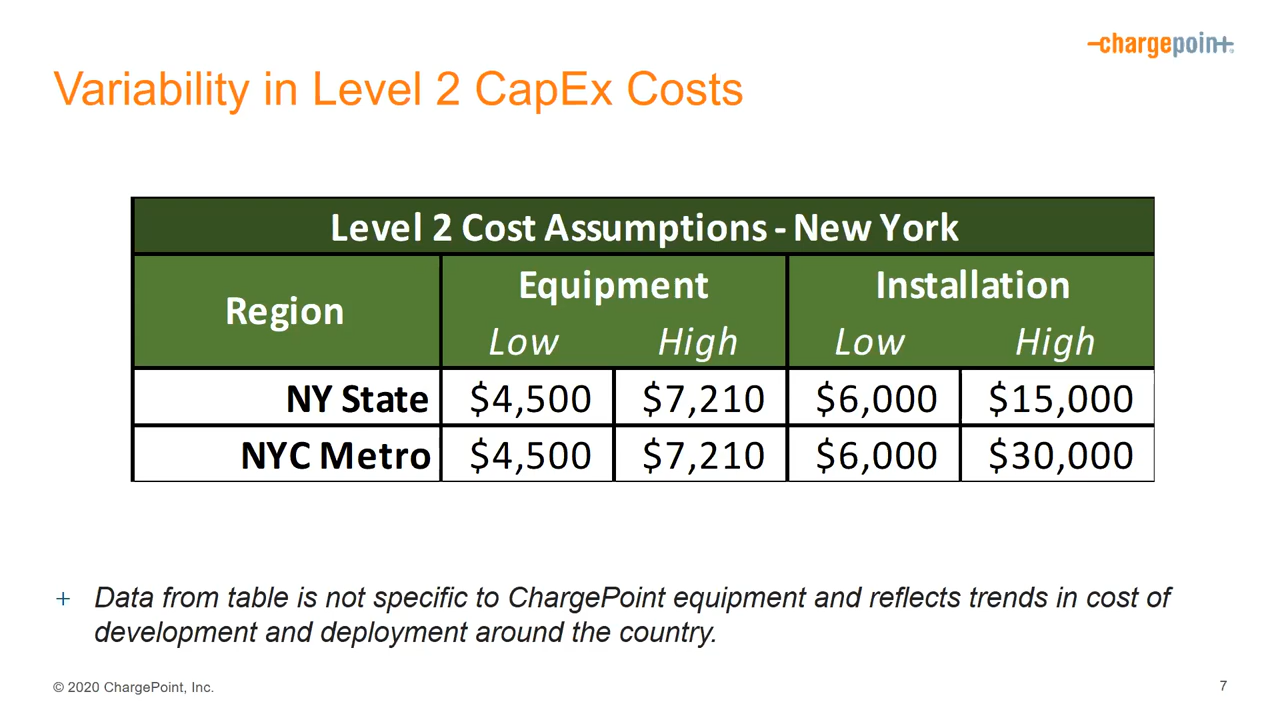 chargepoint
Variability in Level 2 CapEx Costs
Level 2 Cost Assumptions - New York
Region Equipment Installation
Low High Low High
NY State $4,500 $7,210 $6,000 $15,000
NYC Metro $4,500 $7,210 $6,000 $30,000
+ Data from table is not specific to ChargePoint equipment and reflects trends in cost of
development and deployment around the country.
© 2020 ChargePoint, Inc. 7